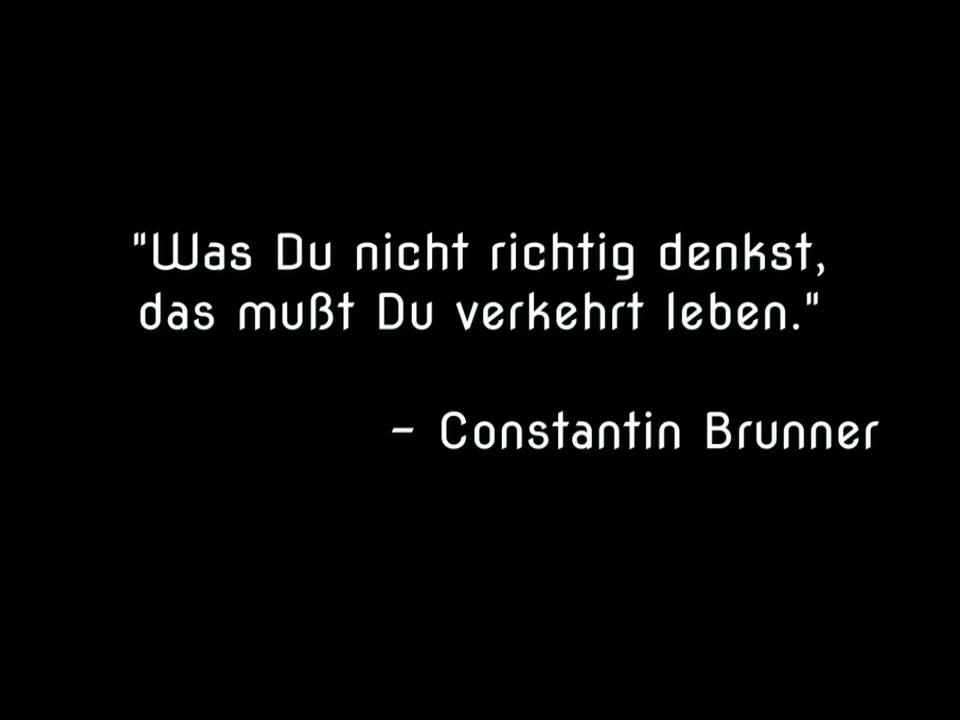 "Was Du nicht richtig denkst,
das mußt Du verkehrt leben."
- Constantin Brunner